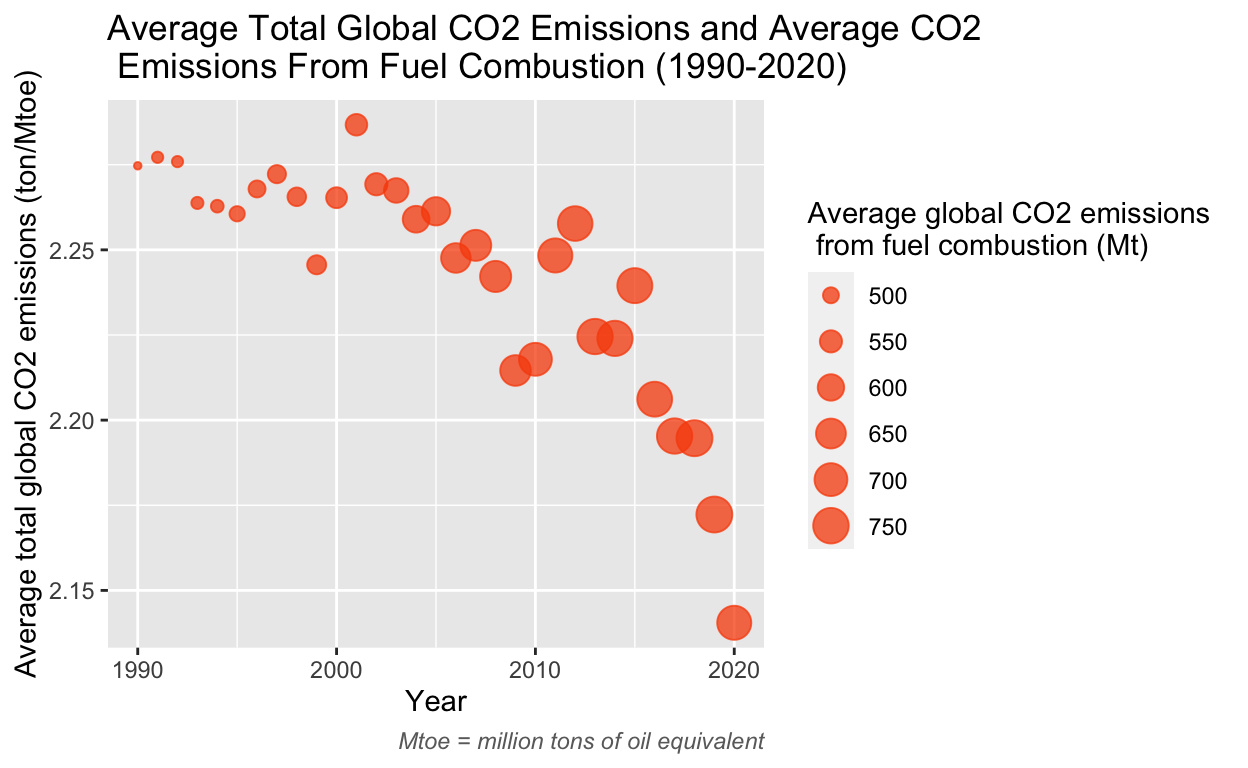 Average Total Global CO2 Emissions and Average CO2
Emissions From Fuel Combustion (1990-2020)
Average total global CO2 emissions (ton/Mtoe)
2.25
2.20
2.15
1990
2000
2010
2020
Year
Mtoe = million tons of oil equivalent
Average global CO2 emissions
from fuel combustion (Mt)
500
550
600
650
700
750